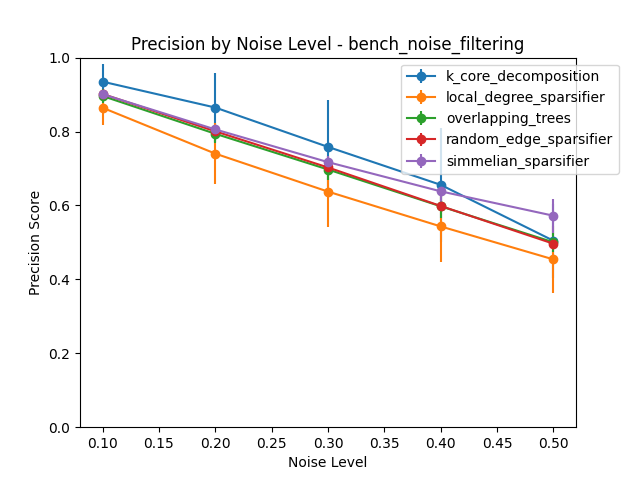 Precision by Noise Level - bench_noise_filtering
1.0
0.8
0.6
0.4
0.2
0.0
Precision Score
k_core_decomposition
local_degree_sparsifier
overlapping_trees
random_edge_sparsifier
simmelian_sparsifier
0.10 0.15 0.20 0.25 0.30 0.35 0.40 0.45 0.50
Noise Level